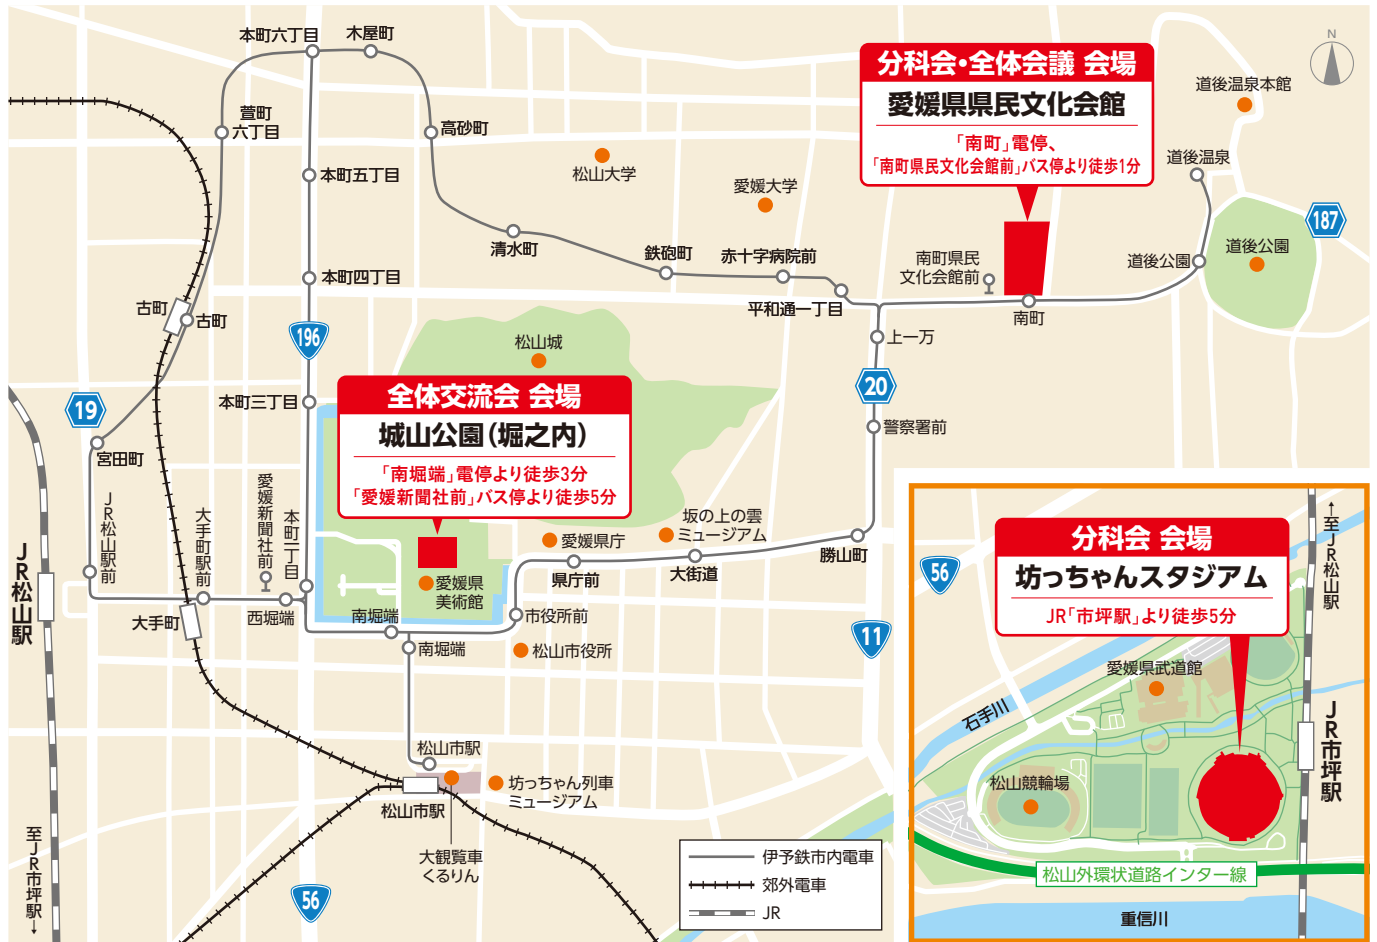 本町六丁目
木屋町
N
分科会・全体会議 会場
愛媛県県民文化会館
「南町」電停、
「南町県民文化会館前」バス停より徒歩1分
道後温泉本館
萱町
六丁目
高砂町
松山大学
本町五丁目
愛媛大学
道後温泉
187
清水町
鉄砲町
赤十字病院前
南町県民
文化会館前
道後公園
道後公園
本町四丁目
古町
古町
平和通一丁目
南町
196
松山城
上一万
全体交流会 会場
城山公園（堀之内）
「南堀端」電停より徒歩3分
「愛媛新聞社前」バス停より徒歩5分
20
19
本町三丁目
警察署前
宮田町
JR松山駅前
大手町駅前
愛媛新聞社前
本町一丁目
坂の上の雲
ミュージアム
愛媛県庁
県庁前
大街道
勝山町
JR松山駅
愛媛県
美術館
大手町
西堀端
南堀端
市役所前
南堀端
松山市役所
11
松山市駅
坊っちゃん列車
ミュージアム
松山市駅
至JR市坪駅→
大観覧車
くるりん
56
伊予鉄市内電車
郊外電車
JR
分科会 会場
坊っちゃんスタジアム
JR「市坪駅」より徒歩5分
←至JR松山駅
56
愛媛県武道館
石手川
JR市坪駅
松山競輪場
松山外環状道路インター線
重信川